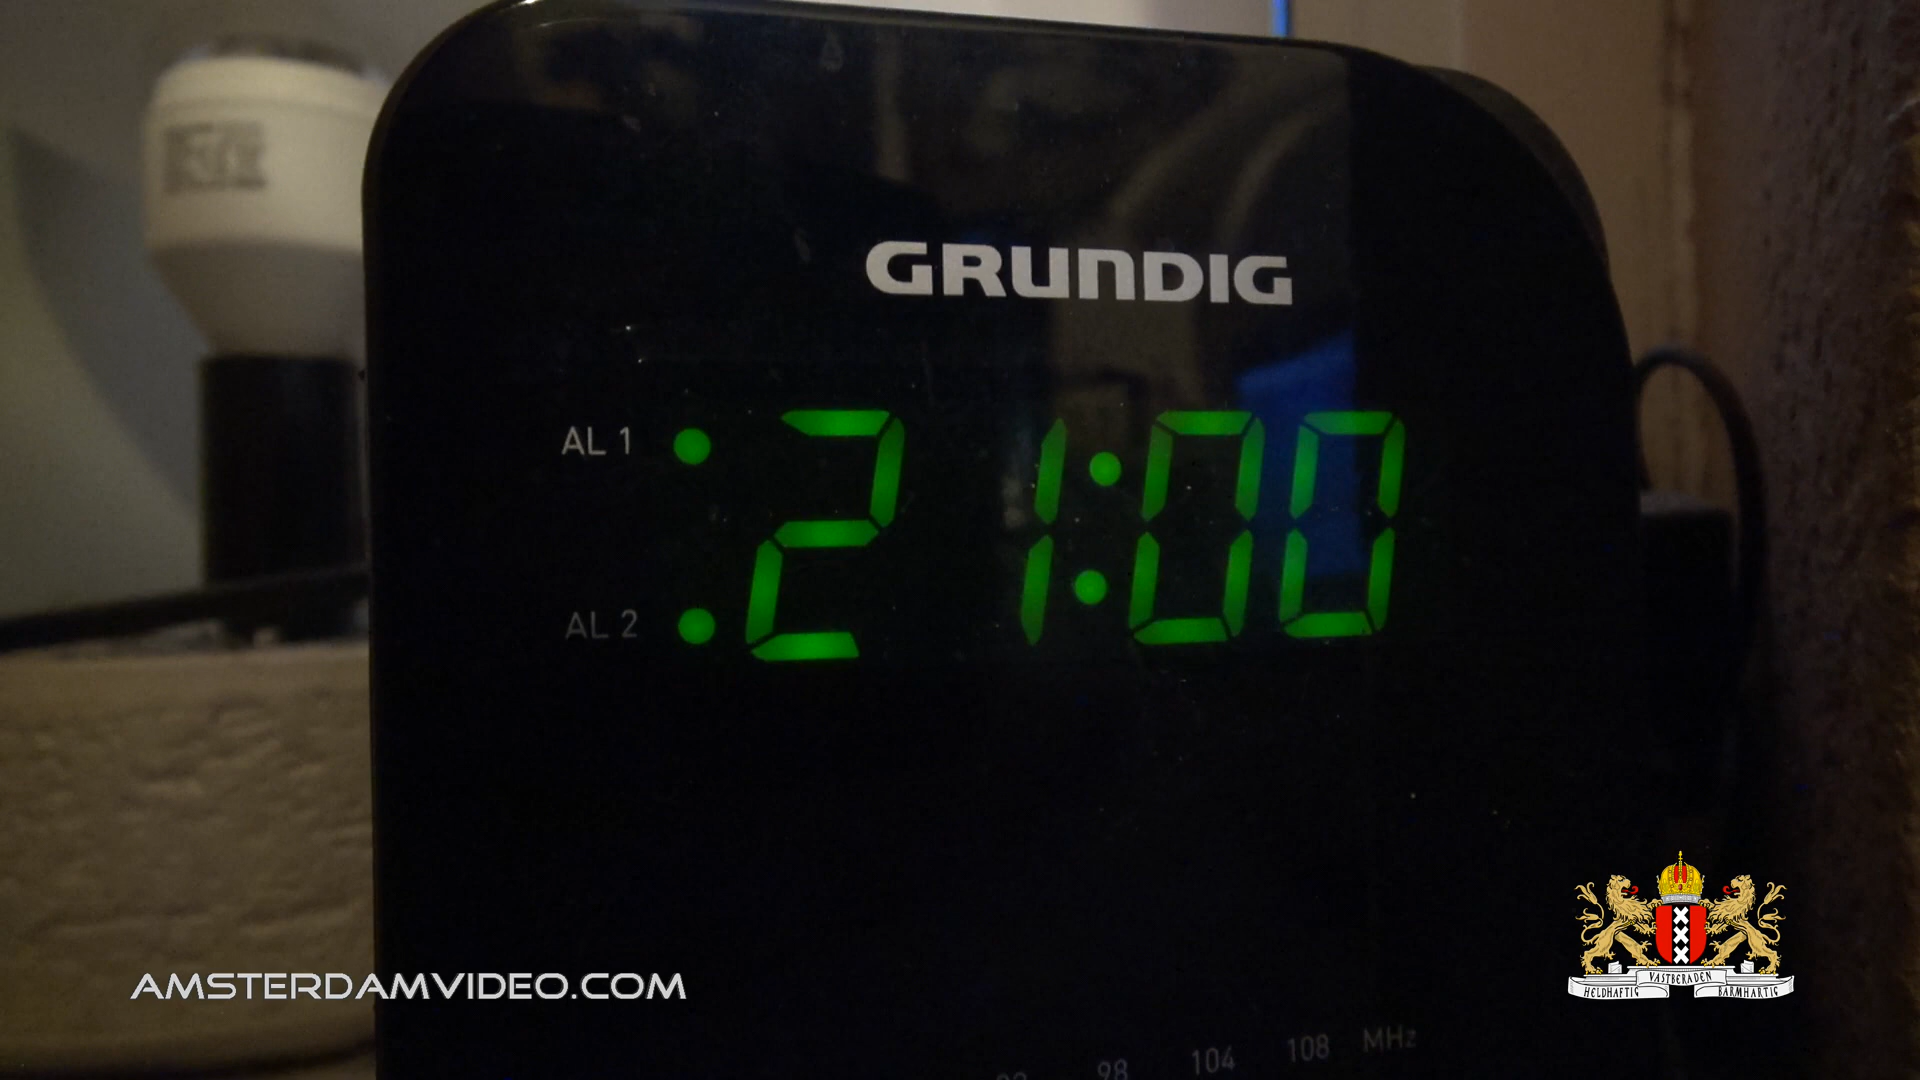 GRUNDIG
AL 1
21:00
AL 2
AMSTERDAMVIDEO.COM
VASTBERADEN
HELDHAFTIG BARMHARTIG
98 104 108 MHz